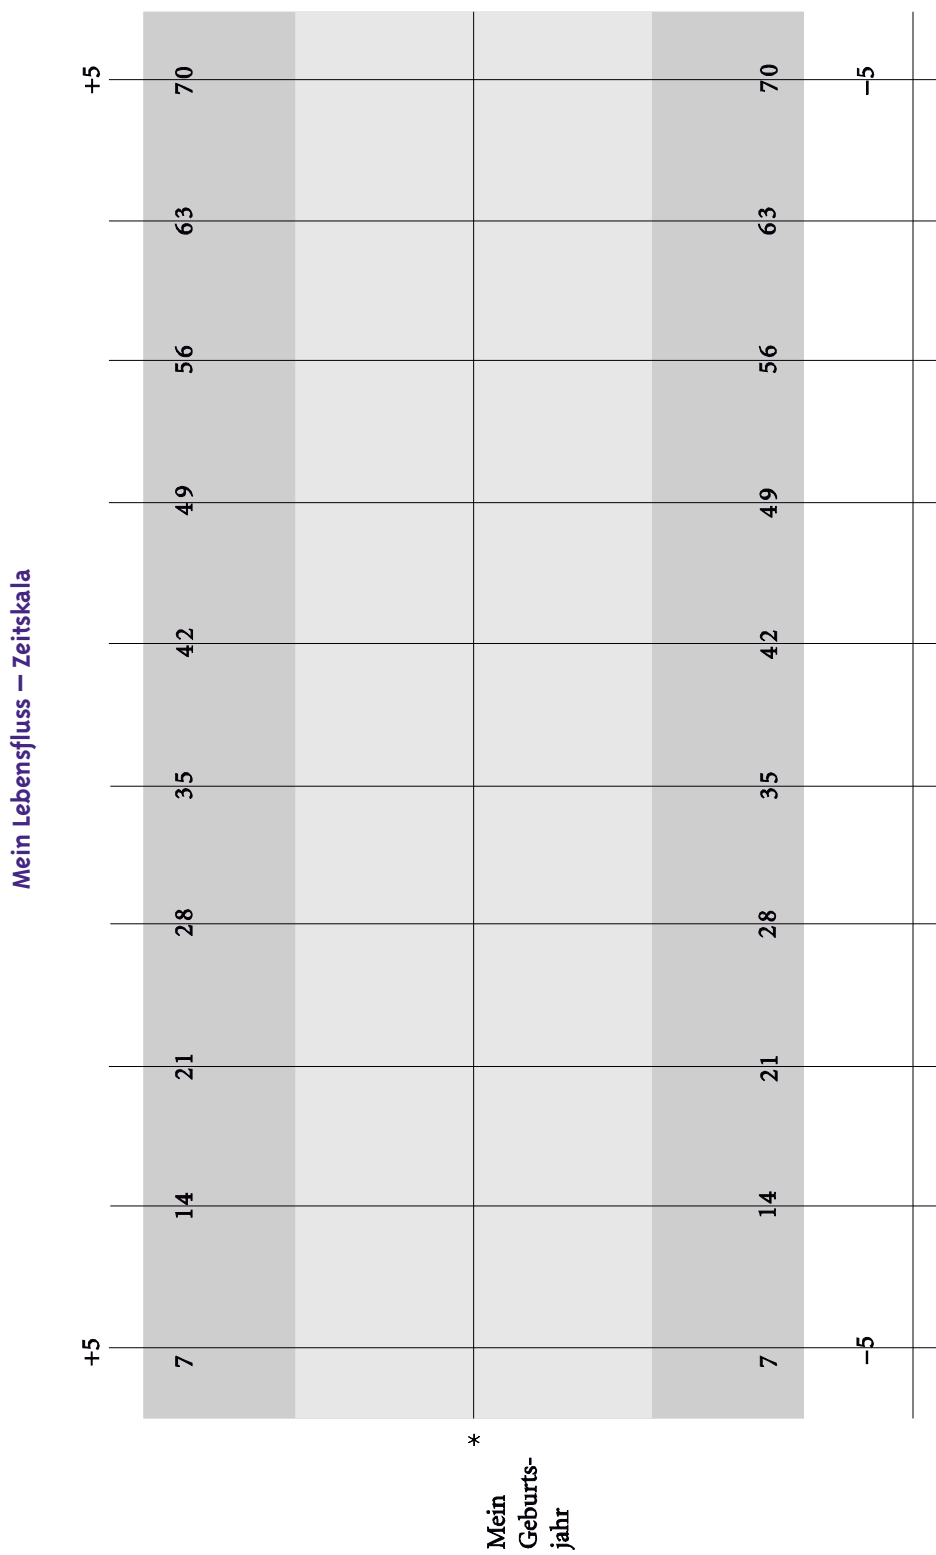 Mein Lebensfluss – Zeitskala
+5 +5
7 14 21 28 35 42 49 56 63 70
* Mein
Geburts-
jahr
7 14 21 28 35 42 49 56 63 70
–5 –5